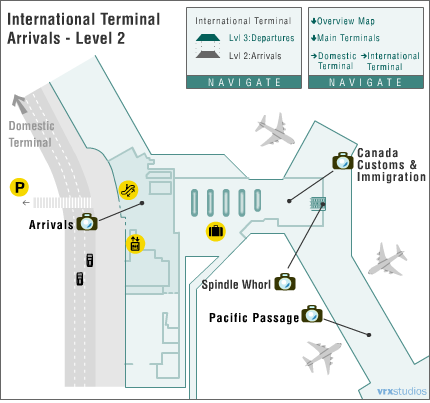 International Terminal
Arrivals - Level 2
International Terminal
Lvl 3:Departures
Lvl 2:Arrivals
NAVIGATE
Overview Map
Main Terminals
Domestic Terminal
International Terminal
NAVIGATE
Domestic
Terminal
P
Arrivals
Canada
Customs &
Immigration
Spindle Whorl
Pacific Passage
vrxstudios